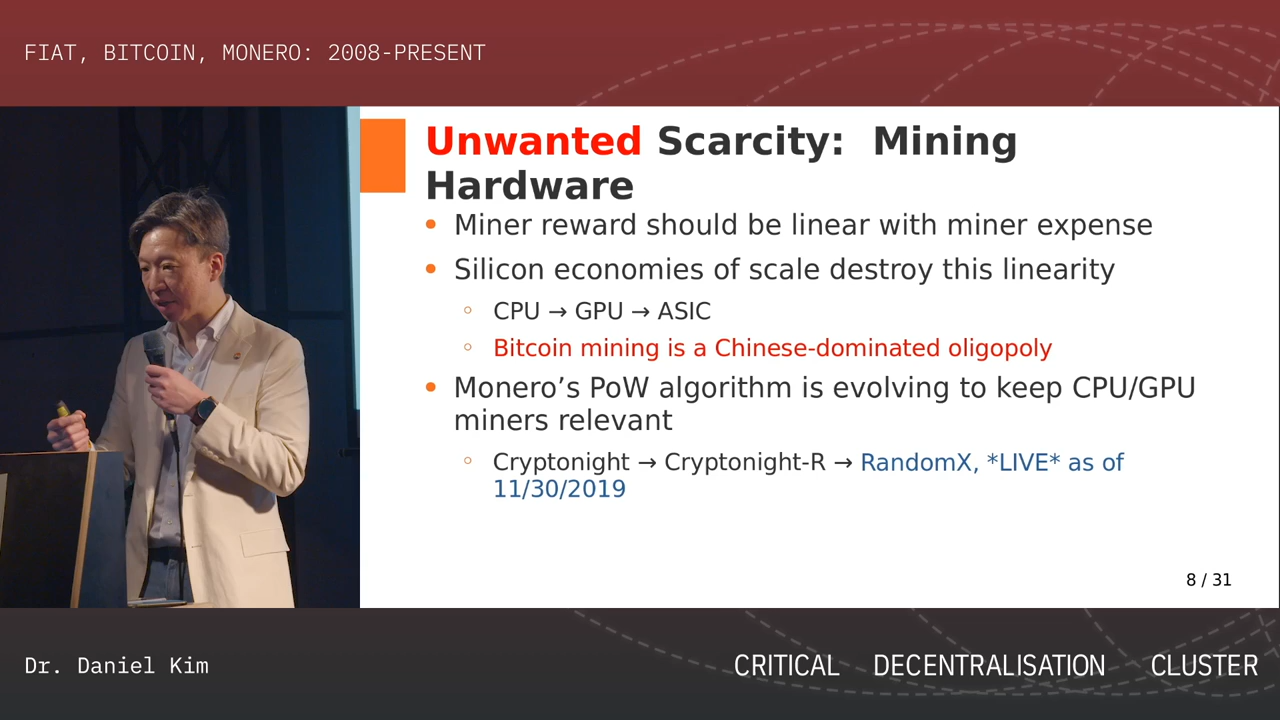 FIAT, BITCOIN, MONERO: 2008-PRESENT
Unwanted Scarcity:  Mining
Hardware
• Miner reward should be linear with miner expense
• Silicon economies of scale destroy this linearity
◦ CPU → GPU → ASIC
◦ Bitcoin mining is a Chinese-dominated oligopoly
• Monero’s PoW algorithm is evolving to keep CPU/GPU
miners relevant
◦ Cryptonight → Cryptonight-R → RandomX, *LIVE* as of
11/30/2019
8 / 31
Dr. Daniel Kim
CRITICAL DECENTRALISATION CLUSTER